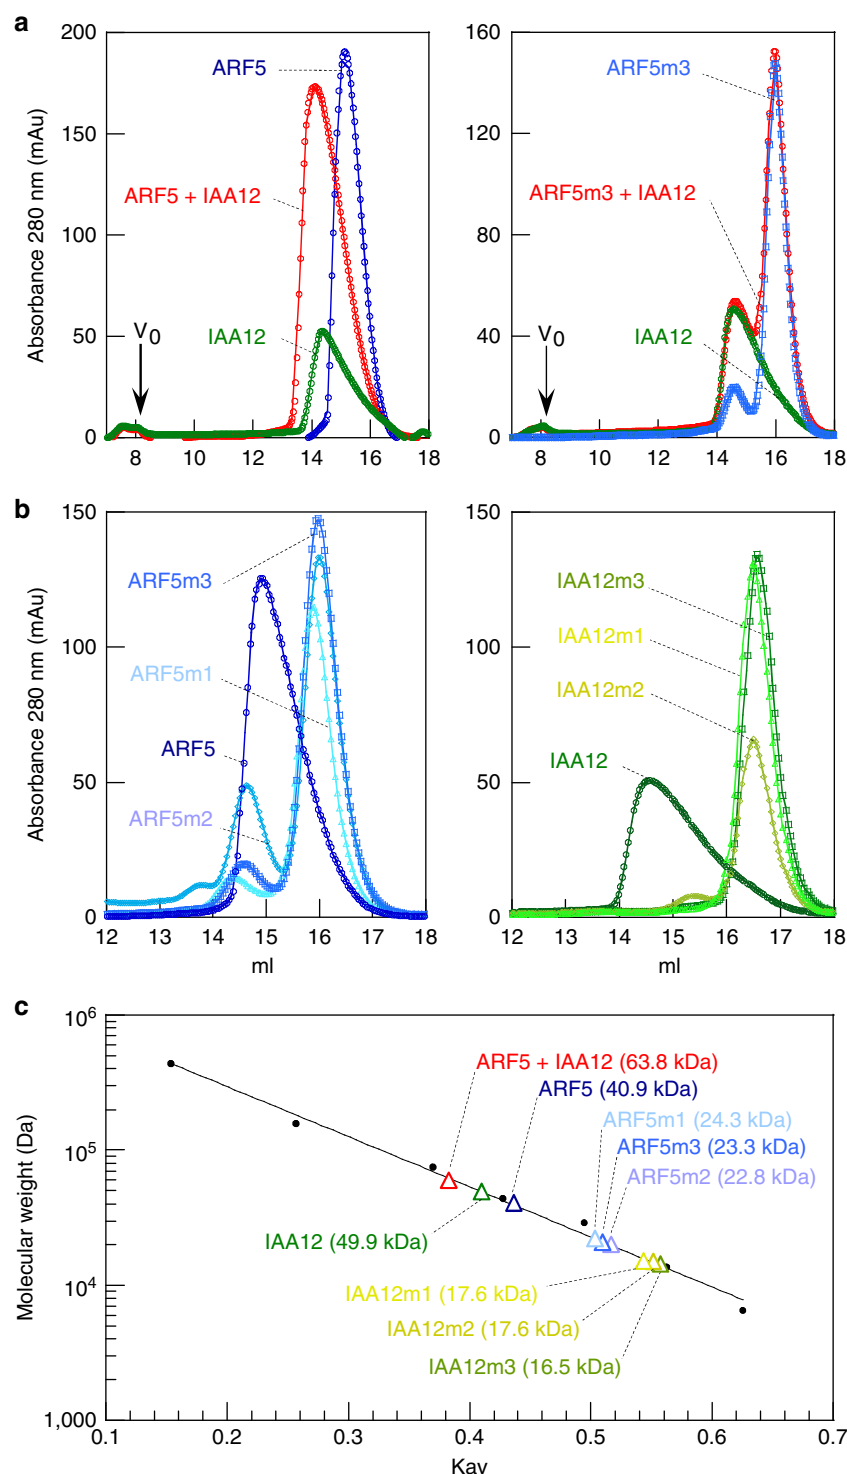 a
200
150
100
50
0
Absorbance 280 nm (mAu)
ARF5
ARF5 + IAA12
IAA12
V0
8
10
12
14
16
18
160
120
80
40
0
ARF5m3
ARF5m3 + IAA12
IAA12
V0
8
10
12
14
16
18
b
150
100
50
0
Absorbance 280 nm (mAu)
ARF5m3
ARF5m1
ARF5
ARF5m2
12
13
14
15
16
17
18
ml
150
100
50
0
IAA12m3
IAA12m1
IAA12m2
IAA12
12
13
14
15
16
17
18
ml
c
10^6
10^5
10^4
1,000
Molecular weight (Da)
ARF5 + IAA12 (63.8 kDa)
ARF5 (40.9 kDa)
ARF5m1 (24.3 kDa)
ARF5m3 (23.3 kDa)
ARF5m2 (22.8 kDa)
IAA12 (49.9 kDa)
IAA12m1 (17.6 kDa)
IAA12m2 (17.6 kDa)
IAA12m3 (16.5 kDa)
0.1
0.2
0.3
0.4
0.5
0.6
0.7
Kav